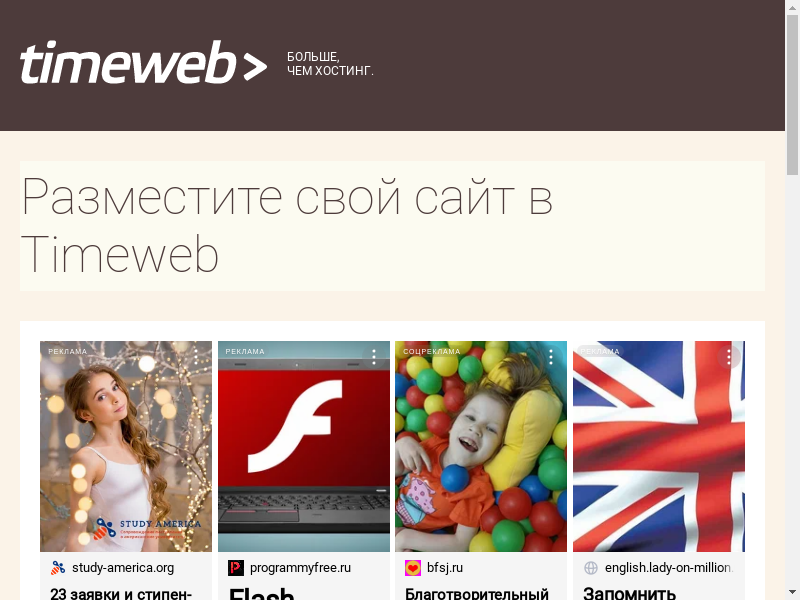 timeweb>
БОЛЬШЕ,
ЧЕМ ХОСТИНГ.
Разместите свой сайт в
Timeweb
РЕКЛАМА
РЕКЛАМА
СОЦРЕКЛАМА
РЕКЛАМА
STUDY AMERICA
study-america.org
programmyfree.ru
bfsj.ru
english.lady-on-million.
23 заявки и стипен-
Flash
Благотворительный
Запомнить